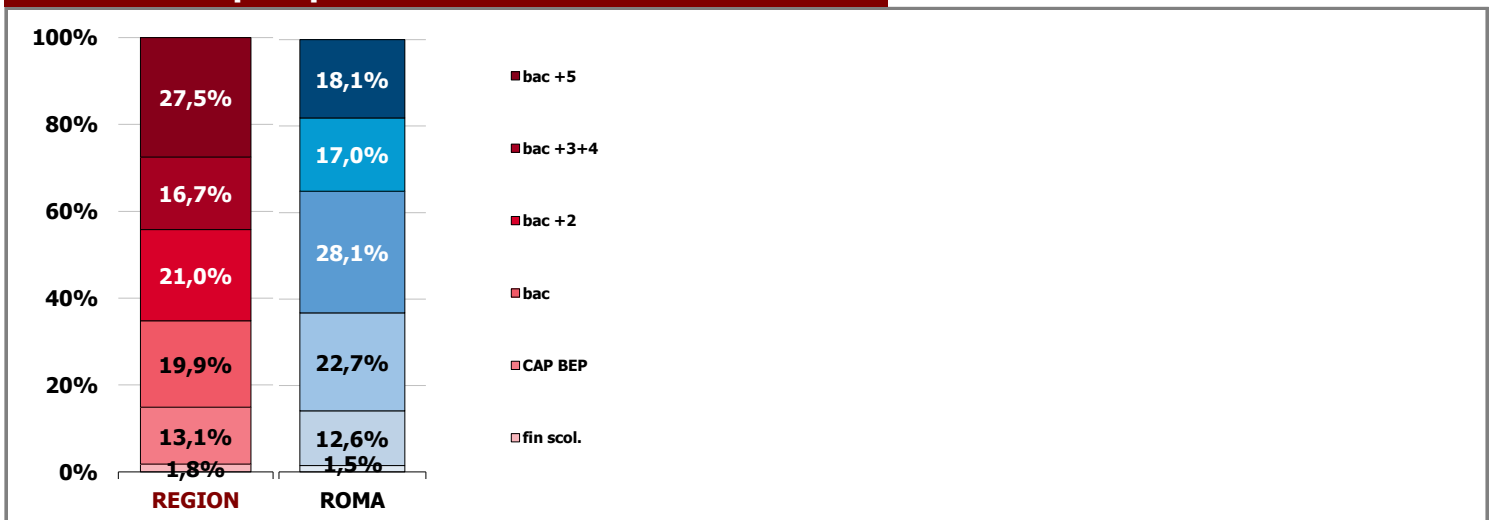 100%
80%
60%
40%
20%
0%
27,5%
16,7%
21,0%
19,9%
13,1%
1,8%
REGION
18,1%
17,0%
28,1%
22,7%
12,6%
1,5%
ROMA
bac +5
bac +3+4
bac +2
bac
CAP BEP
fin scol.